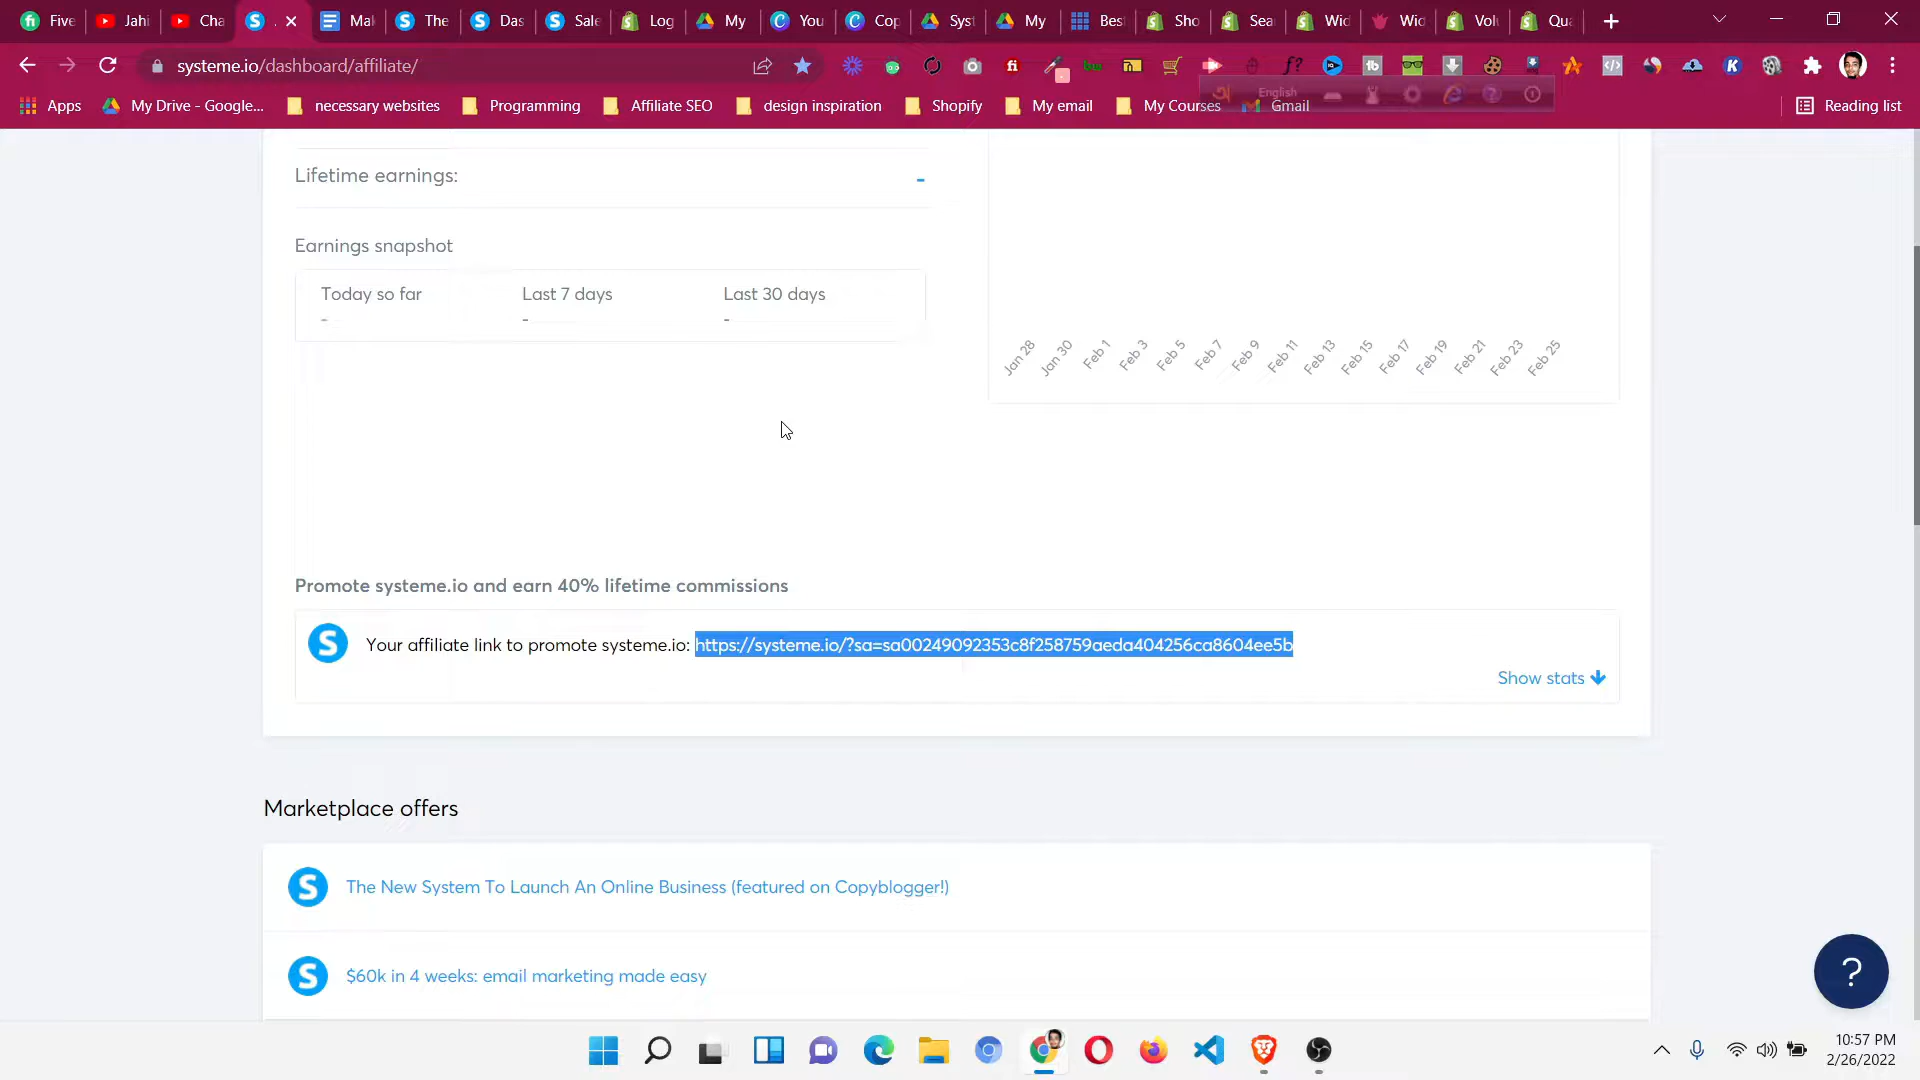 Five
Jahi
Cha
Mal
The
Das
Sale
Log
My
You
Cop
Syst
My
Bes
Sho
Sea
Wid
Wid
Vol
Qua
systeme.io/dashboard/affiliate/
Apps
My Drive - Google...
necessary websites
Programming
Affiliate SEO
design inspiration
Shopify
My email
My Courses
Gmail
English
Reading list
Lifetime earnings:
-
Earnings snapshot
Today so far
Last 7 days
Last 30 days
-
-
-
Jan 28
Jan 30
Feb 1
Feb 3
Feb 5
Feb 7
Feb 9
Feb 11
Feb 13
Feb 15
Feb 17
Feb 19
Feb 21
Feb 23
Feb 25
Promote systeme.io and earn 40% lifetime commissions
Your affiliate link to promote systeme.io: https://systeme.io/?sa=sa00249092353c8f258759aeda404256ca8604ee5b
Show stats
Marketplace offers
The New System To Launch An Online Business (featured on Copyblogger!)
$60k in 4 weeks: email marketing made easy
?
10:57 PM
2/26/2022